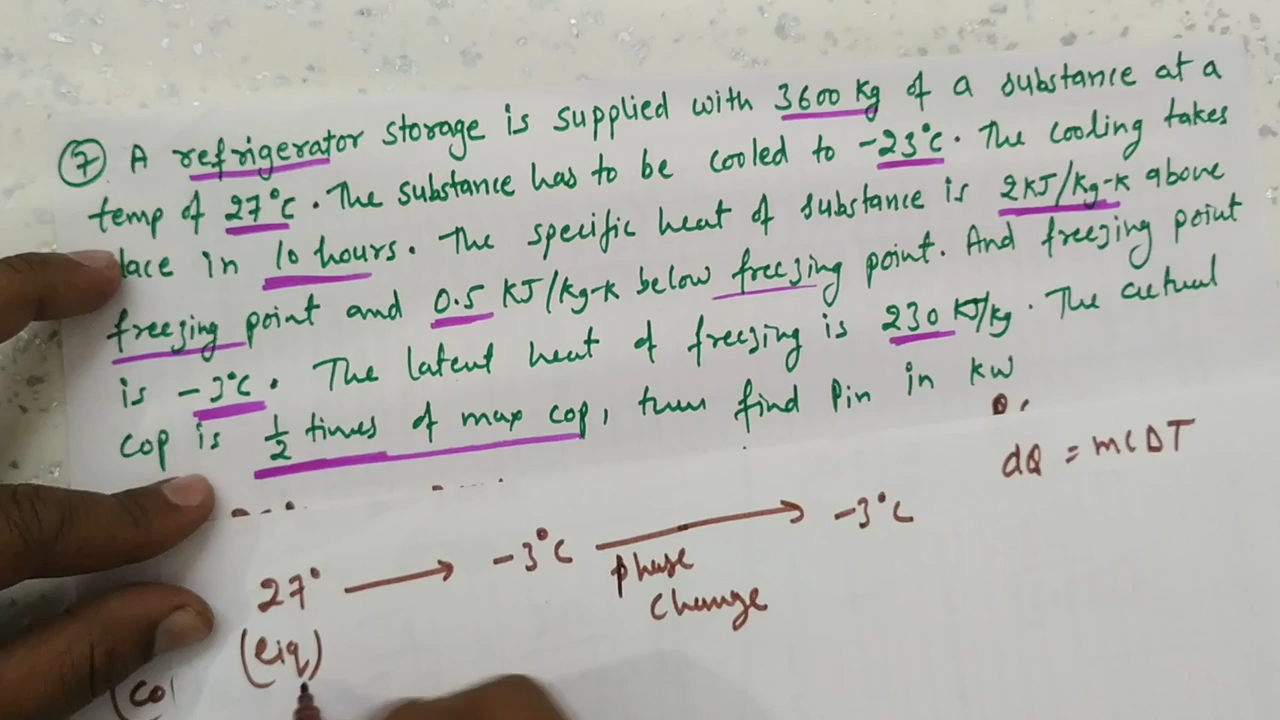 ⑦ A refrigerator storage is supplied with 3600 Kg of a substance at a
temp of 27°C. The substance has to be cooled to -23°C. The cooling takes
place in 10 hours. The specific heat of substance is 2KJ/Kg-K above
freezing point and 0.5 KJ/Kg-K below freezing point. And freezing point
is -3°C. The latent heat of freezing is 230 KJ/kg. The actual
COP is 1/2 times of max cop, then find Pin in kw
dQ = mCΔT
27° → -3°C → -3°C
phase
change
(liq)
(co